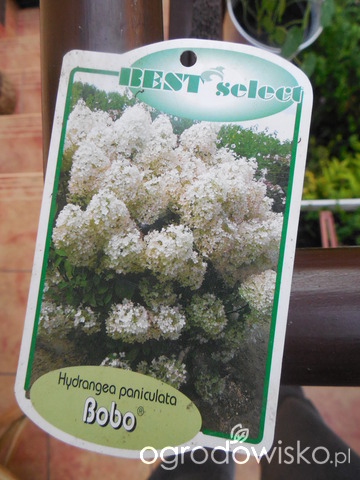 BEST select
Hydrangea paniculata
Bobo®
ogrodowisko.pl